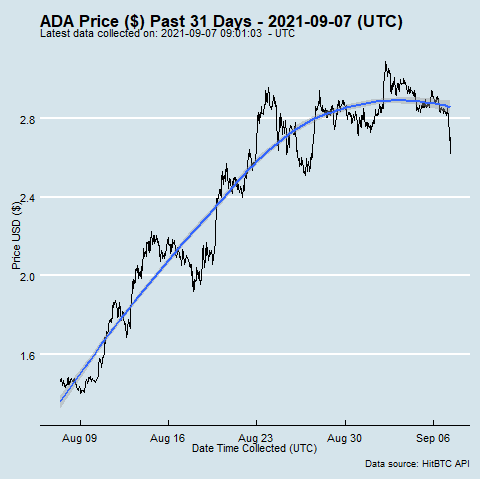 ADA Price ($) Past 31 Days - 2021-09-07 (UTC)
Latest data collected on: 2021-09-07 09:01:03 - UTC
Price USD ($)
2.8
2.4
2.0
1.6
Aug 09 Aug 16 Aug 23 Aug 30 Sep 06
Date Time Collected (UTC)
Data source: HitBTC API